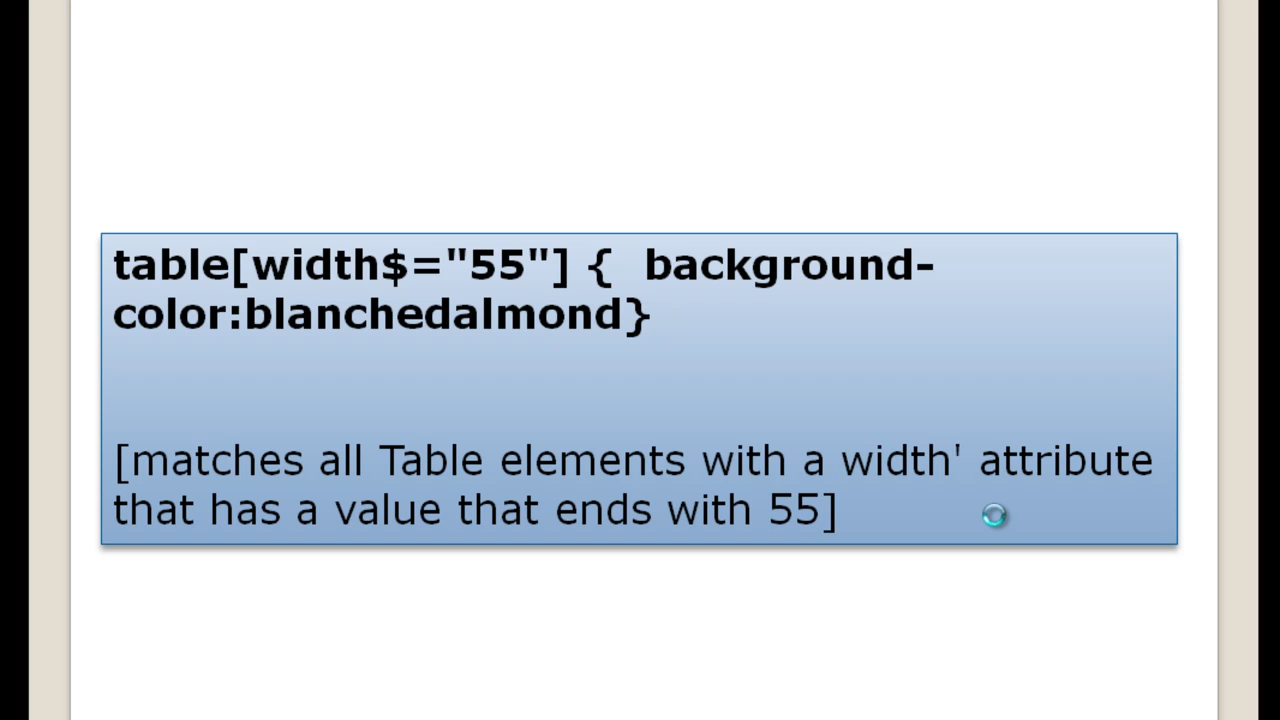 table[width$="55"] {  background-
color:blanchedalmond}
[matches all Table elements with a width' attribute
that has a value that ends with 55]